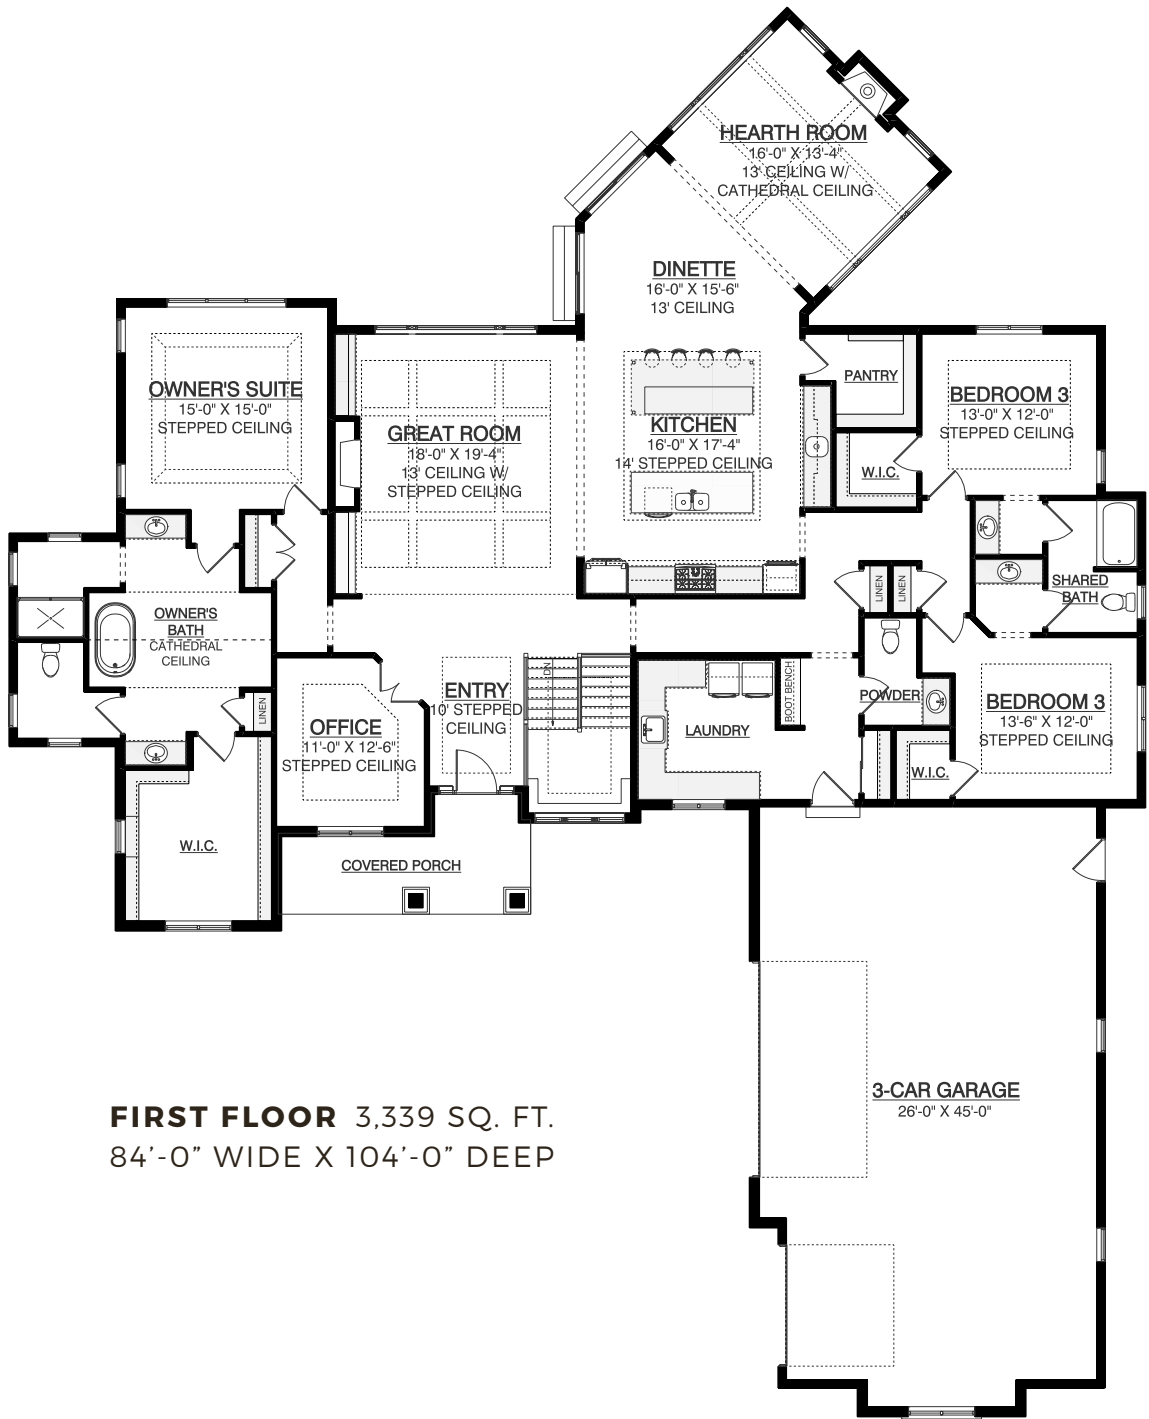 HEARTH ROOM
16'-0" X 13'-4"
13' CEILING W/
CATHEDRAL CEILING
DINETTE
16'-0" X 15'-6"
13' CEILING
OWNER'S SUITE
15'-0" X 15'-0"
STEPPED CEILING
GREAT ROOM
18'-0" X 19'-4"
13' CEILING W/
STEPPED CEILING
KITCHEN
16'-0" X 17'-4"
14' STEPPED CEILING
PANTRY
W.I.C.
BEDROOM 3
13'-0" X 12'-0"
STEPPED CEILING
LINEN
LINEN
SHARED
BATH
OWNER'S
BATH
CATHEDRAL
CEILING
LINEN
OFFICE
11'-0" X 12'-6"
STEPPED CEILING
ENTRY
10' STEPPED
CEILING
DN
LAUNDRY
BOOT BENCH
POWDER
W.I.C.
BEDROOM 3
13'-6" X 12'-0"
STEPPED CEILING
W.I.C.
COVERED PORCH
3-CAR GARAGE
26'-0" X 45'-0"
FIRST FLOOR 3,339 SQ. FT.
84'-0" WIDE X 104'-0" DEEP